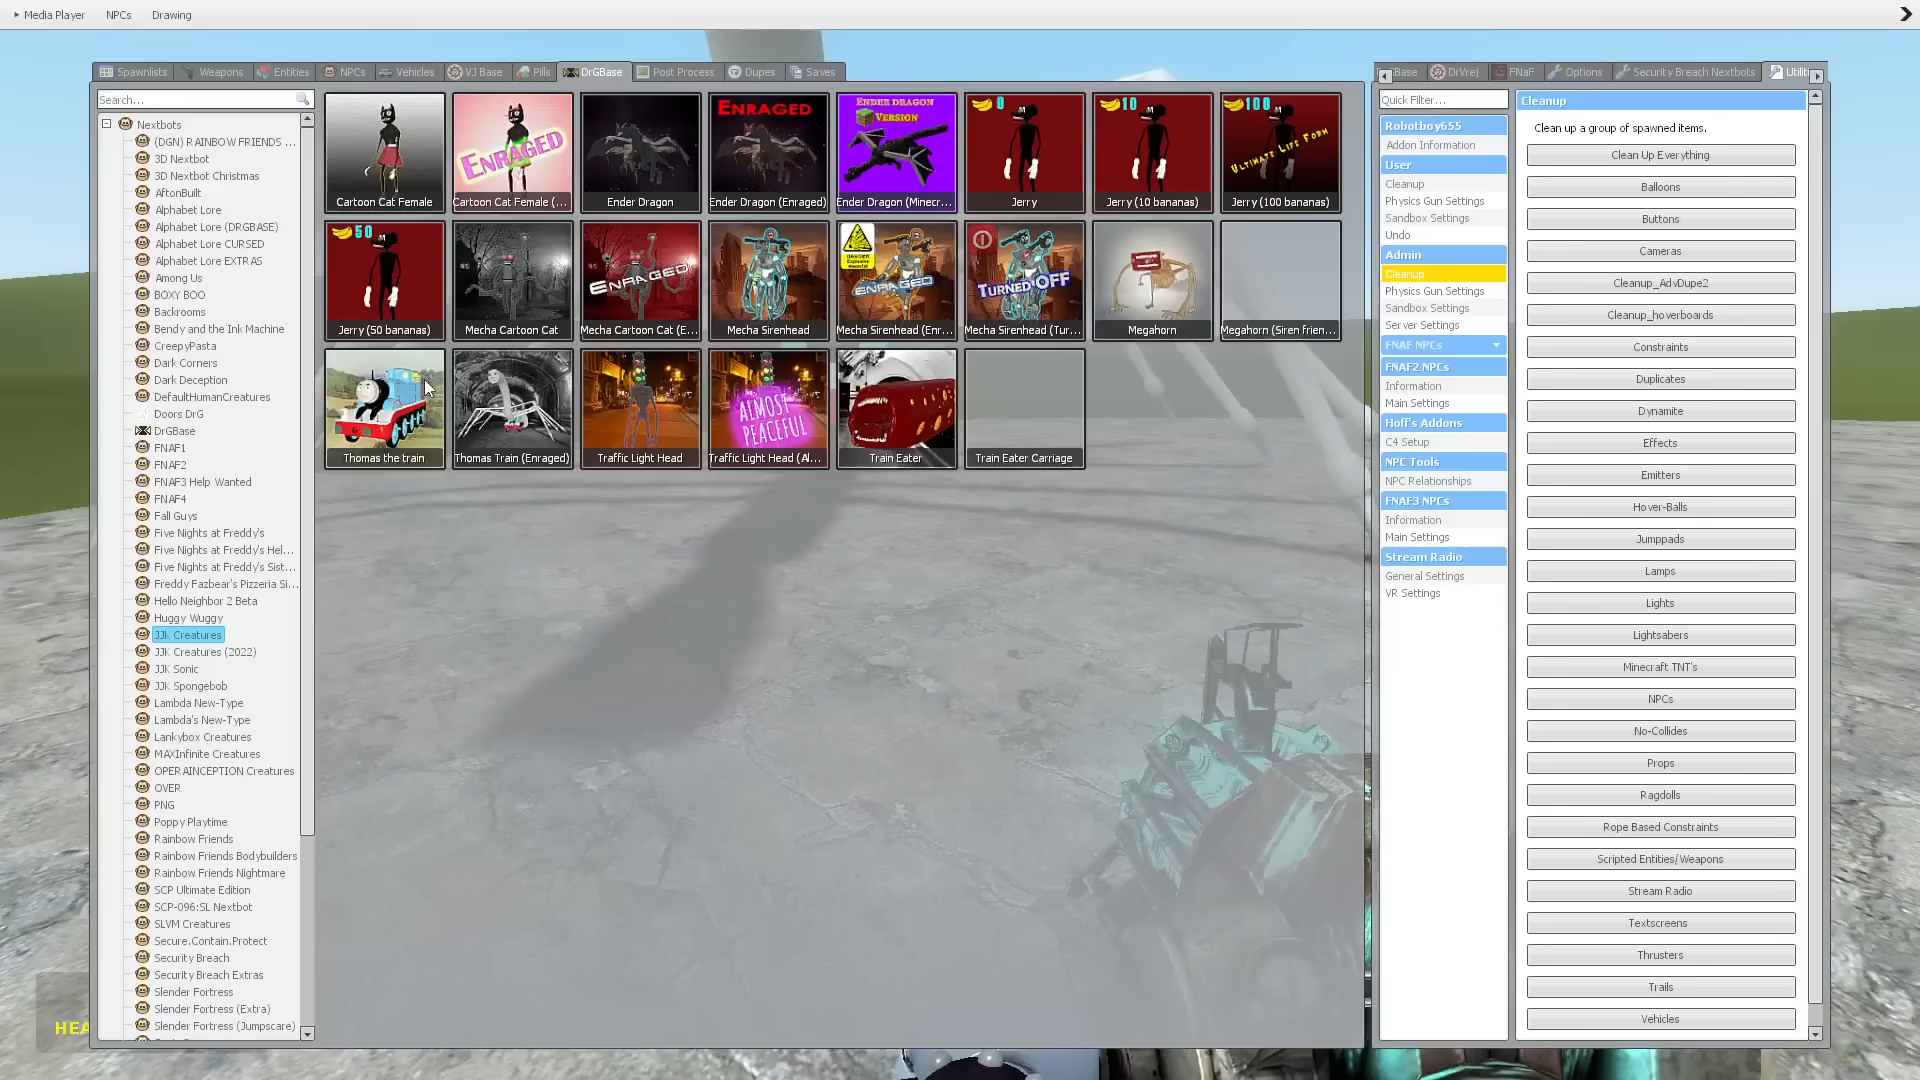 Media Player NPCs Drawing
Spawnlists Weapons Entities NPCs Vehicles VJ Base Pills DrGBase Post Process Dupes Saves
Base DrVrej FNaF Options Security Breach Nextbots Utiliti
Search...
Nextbots
(DGN) RAINBOW FRIENDS ...
3D Nextbot
3D Nextbot Christmas
AftonBuilt
Alphabet Lore
Alphabet Lore (DRGBASE)
Alphabet Lore CURSED
Alphabet Lore EXTRAS
Among Us
BOXY BOO
Backrooms
Bendy and the Ink Machine
CreepyPasta
Dark Corners
Dark Deception
DefaultHumanCreatures
Doors DrG
DrGBase
FNAF1
FNAF2
FNAF3 Help Wanted
FNAF4
Fall Guys
Five Nights at Freddy's
Five Nights at Freddy's Hel...
Five Nights at Freddy's Sist...
Freddy Fazbear's Pizzeria Si...
Hello Neighbor 2 Beta
Huggy Wuggy
JJK Creatures
JJK Creatures (2022)
JJK Sonic
JJK Spongebob
Lambda New-Type
Lambda's New-Type
Lankybox Creatures
MAXInfinite Creatures
OPERAINCEPTION Creatures
OVER
PNG
Poppy Playtime
Rainbow Friends
Rainbow Friends Bodybuilders
Rainbow Friends Nightmare
SCP Ultimate Edition
SCP-096:SL Nextbot
SLVM Creatures
Secure.Contain.Protect
Security Breach
Security Breach Extras
Slender Fortress
Slender Fortress (Extra)
Slender Fortress (Jumpscare)
HEA
ENRAGED
ENRAGED
ENDER DRAGON
VERSION
0
10
100
ULTIMATE LIFE FORM
Cartoon Cat Female
Cartoon Cat Female (...
Ender Dragon
Ender Dragon (Enraged)
Ender Dragon (Minecr...
Jerry
Jerry (10 bananas)
Jerry (100 bananas)
50
ENRAGED
DANGER
ENRAGED
TURNED OFF
Jerry (50 bananas)
Mecha Cartoon Cat
Mecha Cartoon Cat (E...
Mecha Sirenhead
Mecha Sirenhead (Enr...
Mecha Sirenhead (Tur...
Megahorn
Megahorn (Siren frien...
ALMOST
PEACEFUL
Thomas the train
Thomas Train (Enraged)
Traffic Light Head
Traffic Light Head (Al...
Train Eater
Train Eater Carriage
Quick Filter...
Robotboy655
Addon Information
User
Cleanup
Physics Gun Settings
Sandbox Settings
Undo
Admin
Cleanup
Physics Gun Settings
Sandbox Settings
Server Settings
FNAF NPCs
FNAF2 NPCs
Information
Main Settings
Hoff's Addons
C4 Setup
NPC Tools
NPC Relationships
FNAF3 NPCs
Information
Main Settings
Stream Radio
General Settings
VR Settings
Cleanup
Clean up a group of spawned items.
Clean Up Everything
Balloons
Buttons
Cameras
Cleanup_AdvDupe2
Cleanup_hoverboards
Constraints
Duplicates
Dynamite
Effects
Emitters
Hover-Balls
Jumppads
Lamps
Lights
Lightsabers
Minecraft TNT's
NPCs
No-Collides
Props
Ragdolls
Rope Based Constraints
Scripted Entities/Weapons
Stream Radio
Textscreens
Thrusters
Trails
Vehicles